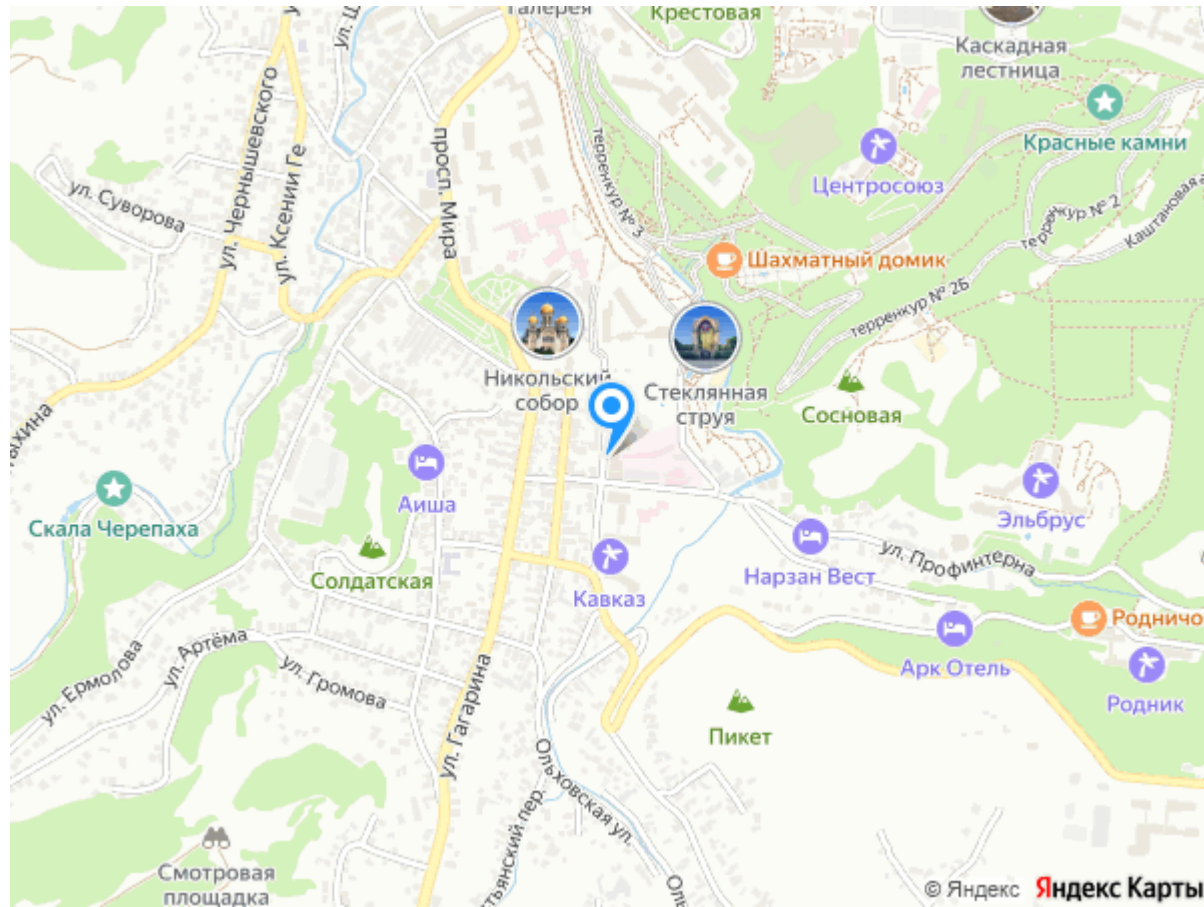 Галерея
Крестовая
Каскадная
лестница
Красные камни
Центросоюз
терренкур № 3
терренкур № 2
Каштановая
ул. Чернышевского
ул. Ксении Ге
ул. Суворова
просп. Мира
Шахматный домик
терренкур № 2Б
Никольский
собор
Стеклянная
струя
Сосновая
Аиша
Скала Черепаха
Солдатская
Кавказ
Нарзан Вест
ул. Профинтерна
Эльбрус
Родничо
Арк Отель
Родник
ул. Ермолова
ул. Артёма
ул. Громова
ул. Гагарина
Пикет
Ольховская ул.
тьянский пер.
Смотровая
площадка
© Яндекс Яндекс Карты